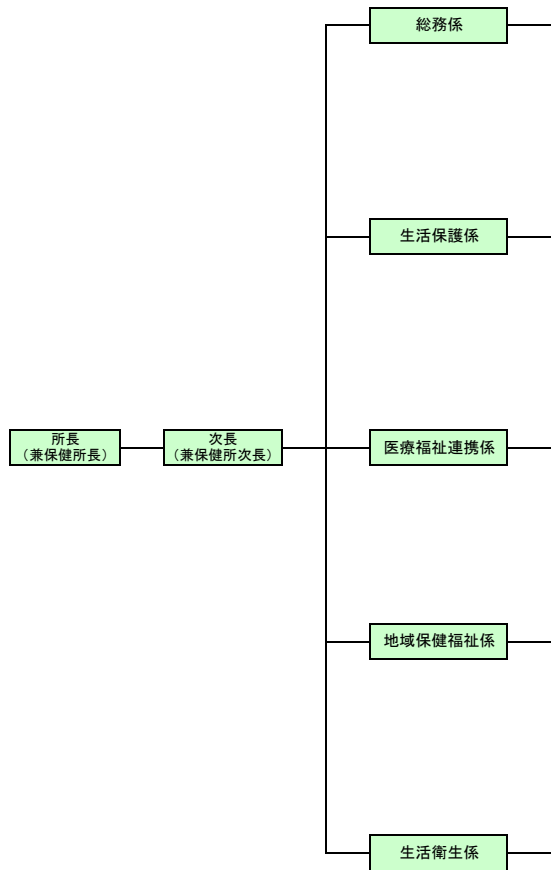 総務係
生活保護係
所長
（兼保健所長）
次長
（兼保健所次長）
医療福祉連携係
地域保健福祉係
生活衛生係